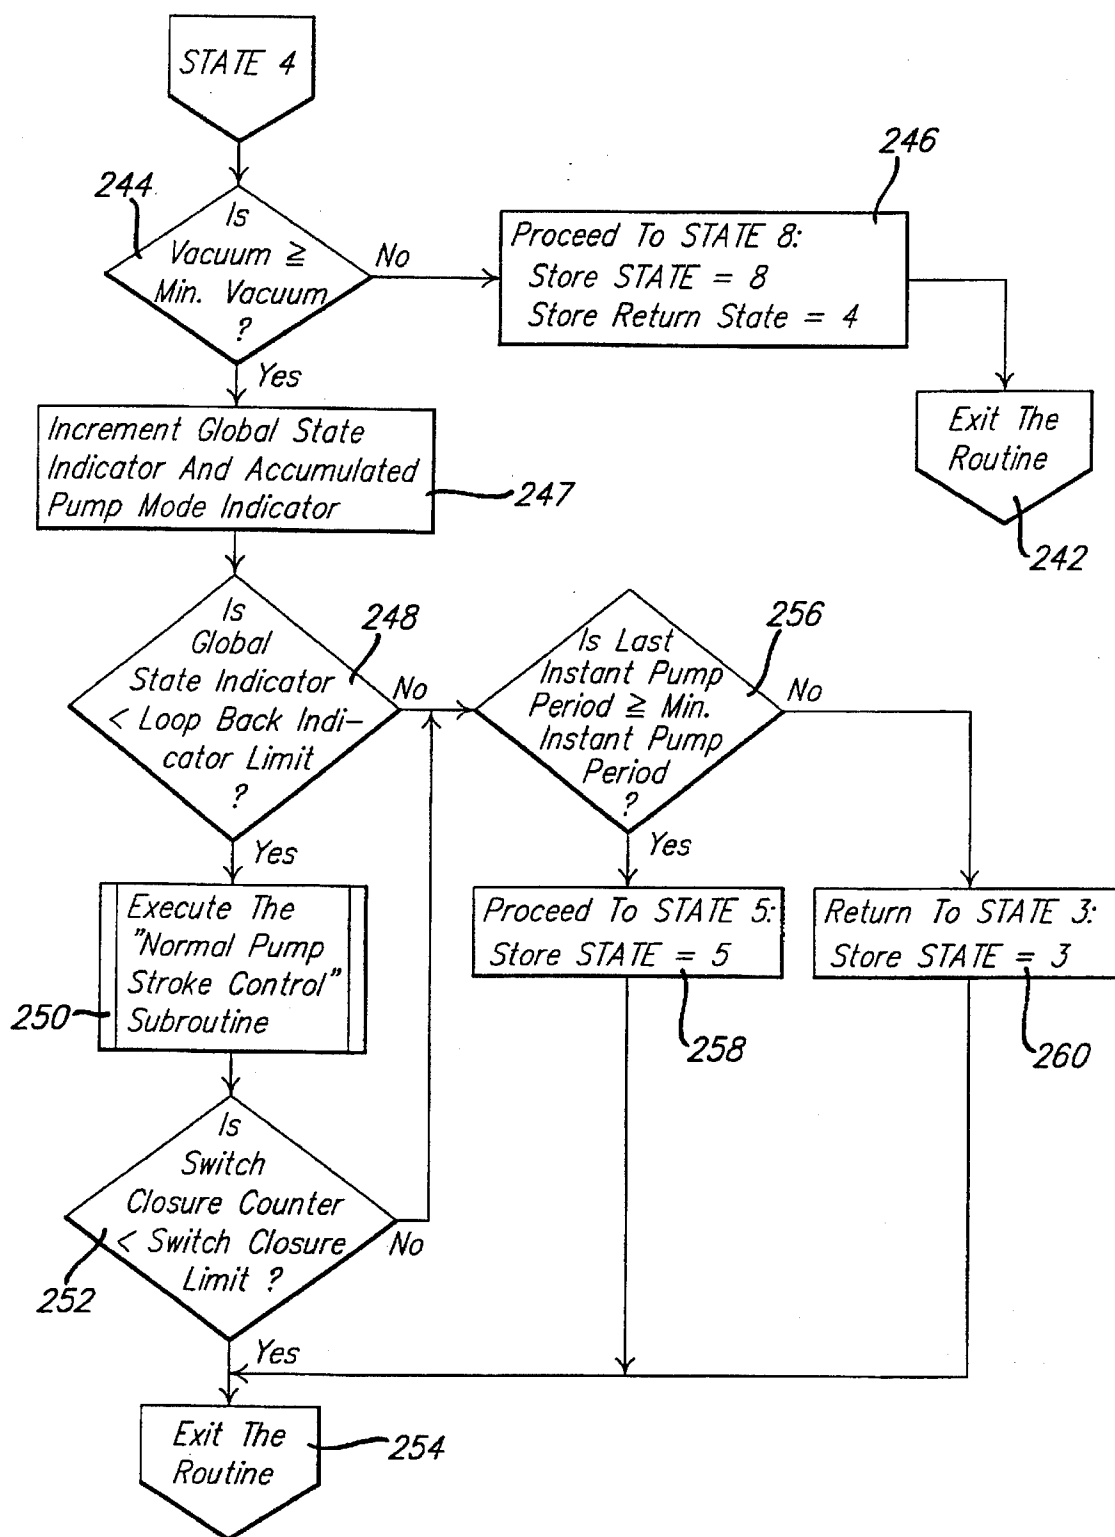 STATE 4
244
Is
Vacuum ≧
Min. Vacuum
?
No
Yes
246
Proceed To STATE 8:
Store STATE = 8
Store Return State = 4
Exit The
Routine
242
Increment Global State
Indicator And Accumulated
Pump Mode Indicator
247
Is
Global
State Indicator
< Loop Back Indi-
cator Limit
?
248
No
Yes
256
Is Last
Instant Pump
Period ≧ Min.
Instant Pump
Period
?
No
Yes
Execute The
"Normal Pump
Stroke Control"
Subroutine
250
Proceed To STATE 5:
Store STATE = 5
258
Return To STATE 3:
Store STATE = 3
260
Is
Switch
Closure Counter
< Switch Closure
Limit ?
252
No
Yes
Exit The
Routine
254